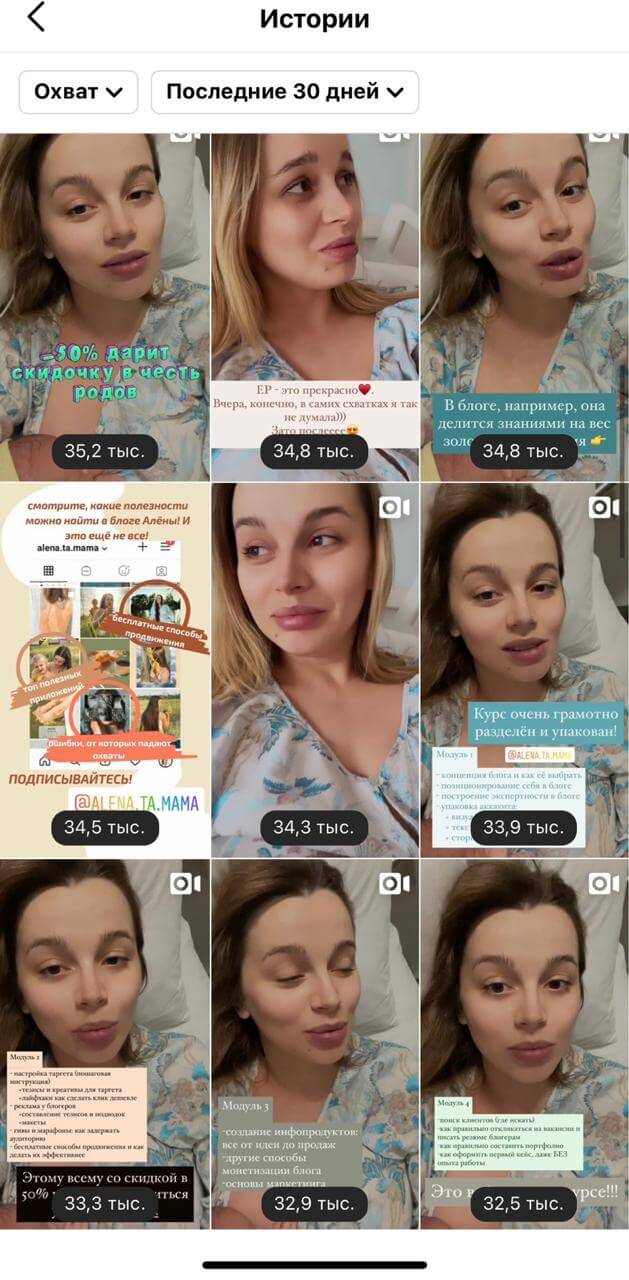 Истории
Охват
Последние 30 дней
–50% дарит
скидочку в честь
родов
35,2 тыс.
ЕР - это прекрасно❤️.
Вчера, конечно, в самих схватках я так
не думала)))
Зато послееее😍
34,8 тыс.
В блоге, например, она
делится знаниями на вес
34,8 тыс.
смотрите, какие полезности
можно найти в блоге Алёны! И
это ещё не все!
alena.ta.mama
бесплатные способы
продвижения
топ полезных
приложений
ошибки, от которых падают
охваты
ПОДПИСЫВАЙТЕСЬ!
@ALENA.TA.MAMA
34,5 тыс.
34,3 тыс.
Курс очень грамотно
разделён и упакован!
Модуль 1
@ALENA.TA.MAMA
- концепция блога и как её выбрать
- позиционирование себя в блоге
- построение экспертности в блоге
- упаковка аккаунта:
33,9 тыс.
Модуль 2
- настройка таргета (пошаговая
инструкция)
+тезисы и креативы для таргета
+лайфхаки как сделать клик дешевле
- реклама у блогеров
+составление тезисов и подводок
+макеты
- гивы и марафоны: как задержать
аудиторию
- бесплатные способы продвижения и как
делать их эффективнее
Этому всему со скидкой в
50%
33,3 тыс.
Модуль 3
-создание инфопродуктов:
все от идеи до продаж
-другие способы
монетизации блога
-основы маркетинга
32,9 тыс.
Модуль 4
-поиск клиентов (где искать)
-как правильно откликаться на вакансии и
писать резюме блогерам
-как правильно составить портфолио
-как оформить первый кейс, даже БЕЗ
опыта работы
Это
32,5 тыс.